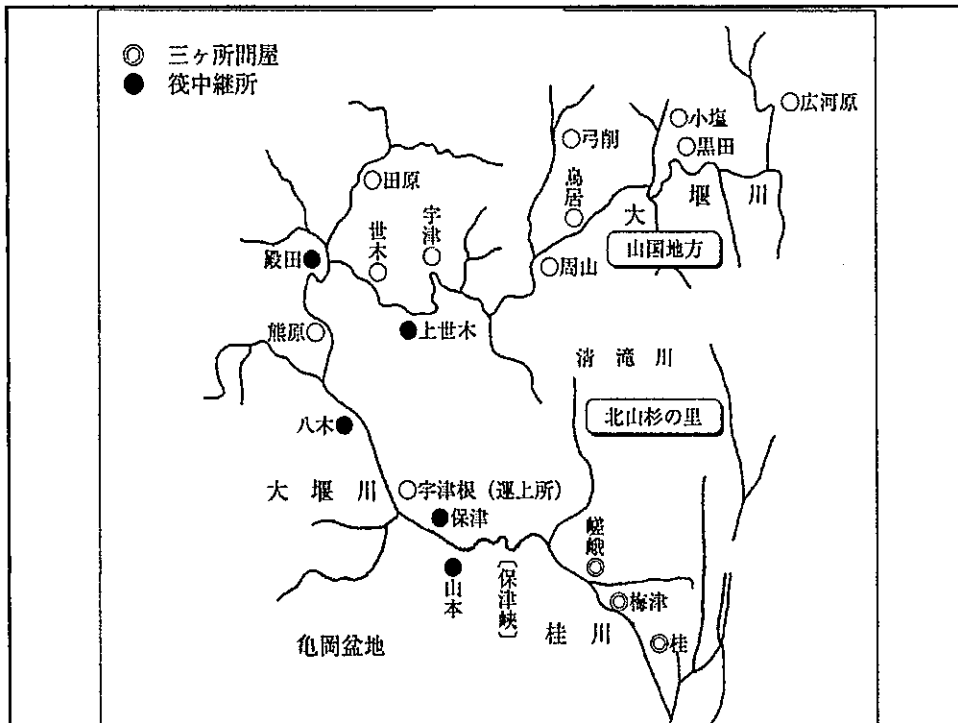 ◎ 三ヶ所問屋
● 筏中継所
広河原
小塩
黒田
弓削
鳥居
大堰川
山国地方
周山
田原
宇津
世木
殿田
上世木
熊原
清滝川
北山杉の里
八木
大堰川
宇津根（運上所）
保津
嵯峨
山本
〔保津峡〕
梅津
桂川
桂
亀岡盆地